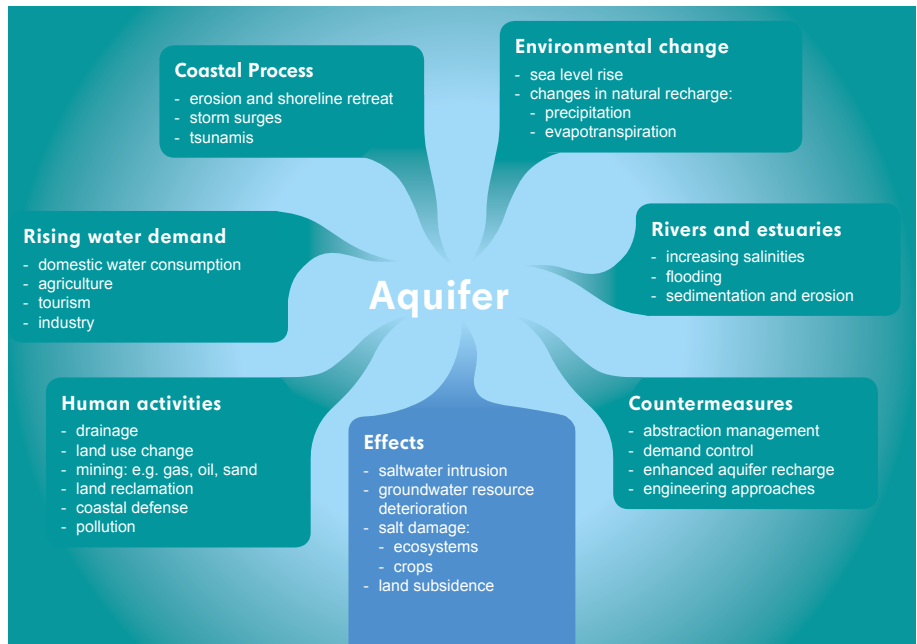 Coastal Process
- erosion and shoreline retreat
- storm surges
- tsunamis
Environmental change
- sea level rise
- changes in natural recharge:
- precipitation
- evapotranspiration
Rising water demand
- domestic water consumption
- agriculture
- tourism
- industry
Aquifer
Rivers and estuaries
- increasing salinities
- flooding
- sedimentation and erosion
Human activities
- drainage
- land use change
- mining: e.g. gas, oil, sand
- land reclamation
- coastal defense
- pollution
Effects
- saltwater intrusion
- groundwater resource
deterioration
- salt damage:
- ecosystems
- crops
- land subsidence
Countermeasures
- abstraction management
- demand control
- enhanced aquifer recharge
- engineering approaches